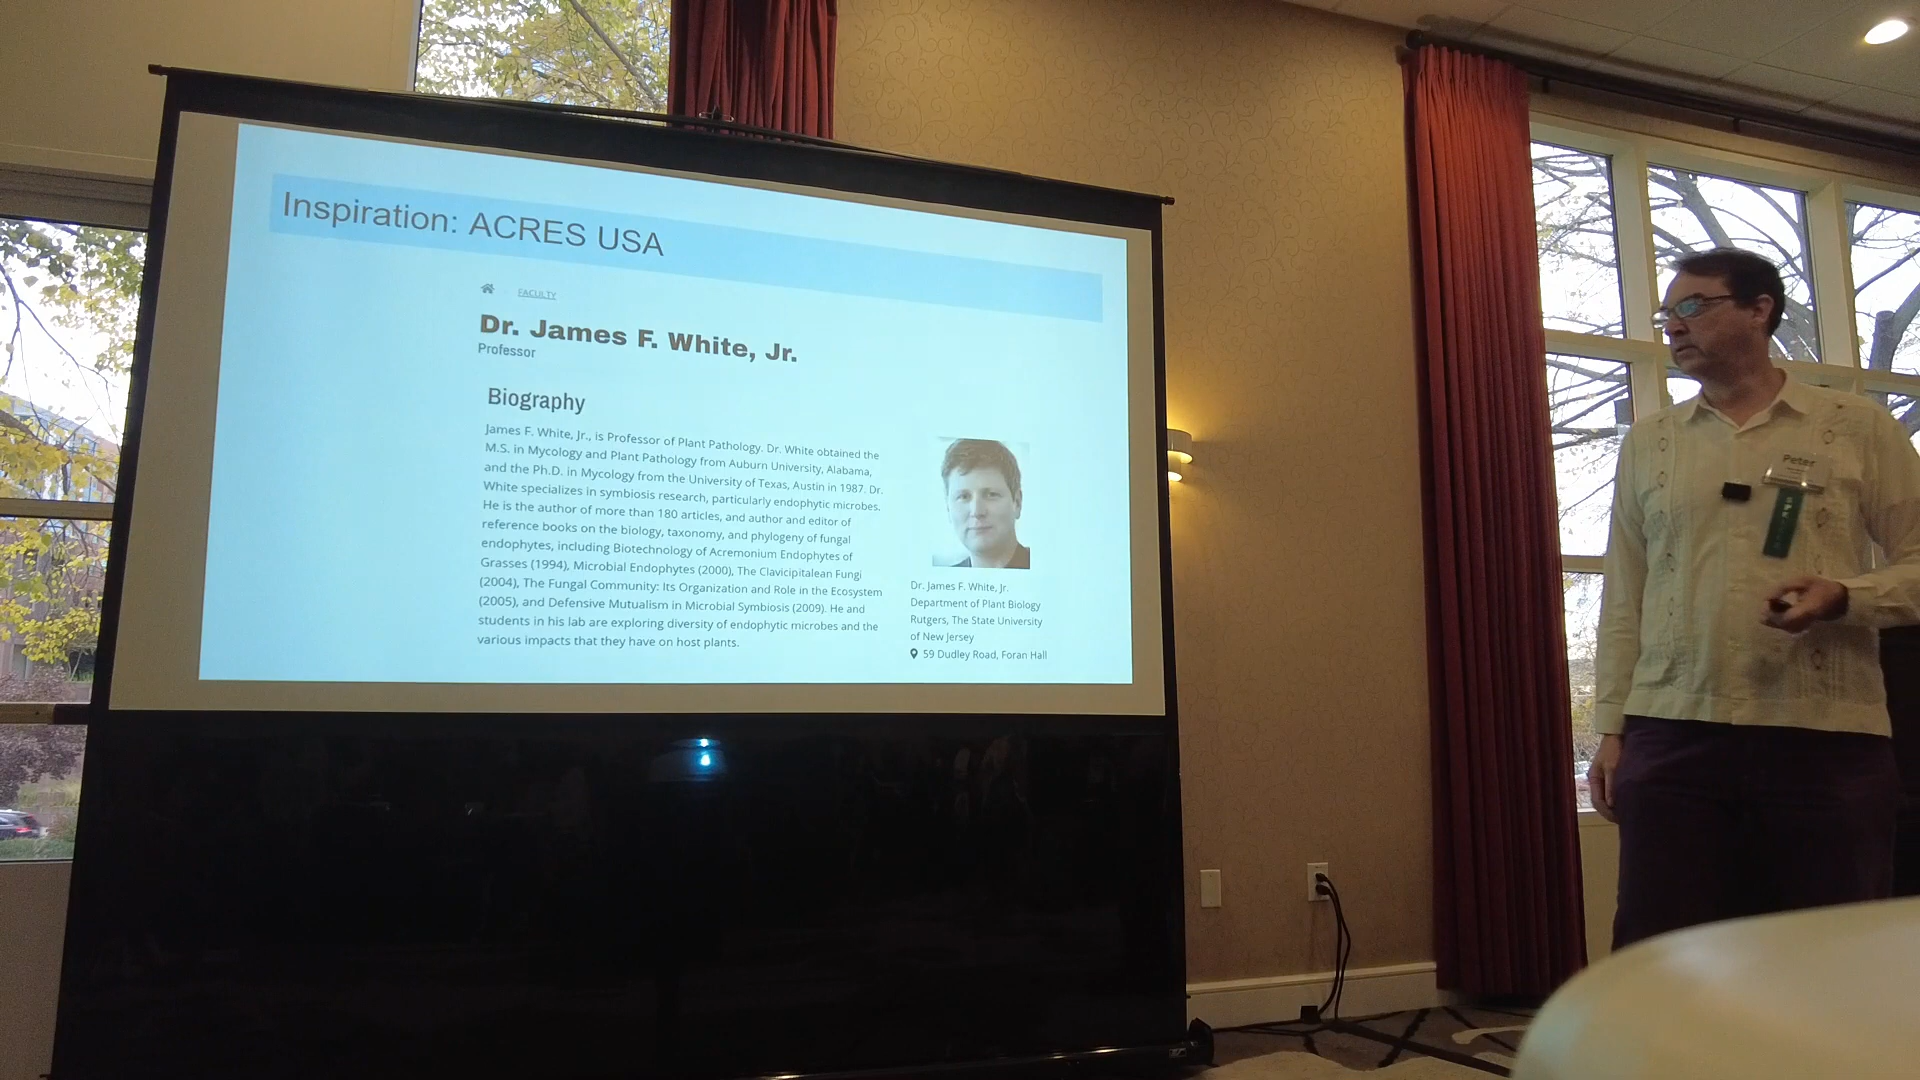 Inspiration: ACRES USA
FACULTY
Dr. James F. White, Jr.
Professor
Biography
James F. White, Jr., is Professor of Plant Pathology. Dr. White obtained the
M.S. in Mycology and Plant Pathology from Auburn University, Alabama,
and the Ph.D. in Mycology from the University of Texas, Austin in 1987. Dr.
White specializes in symbiosis research, particularly endophytic microbes.
He is the author of more than 180 articles, and author and editor of
reference books on the biology, taxonomy, and phylogeny of fungal
endophytes, including Biotechnology of Acremonium Endophytes of
Grasses (1994), Microbial Endophytes (2000), The Clavicipitalean Fungi
(2004), The Fungal Community: Its Organization and Role in the Ecosystem
(2005), and Defensive Mutualism in Microbial Symbiosis (2009). He and
students in his lab are exploring diversity of endophytic microbes and the
various impacts that they have on host plants.
Dr. James F. White, Jr.
Department of Plant Biology
Rutgers, The State University
of New Jersey
59 Dudley Road, Foran Hall
Peter